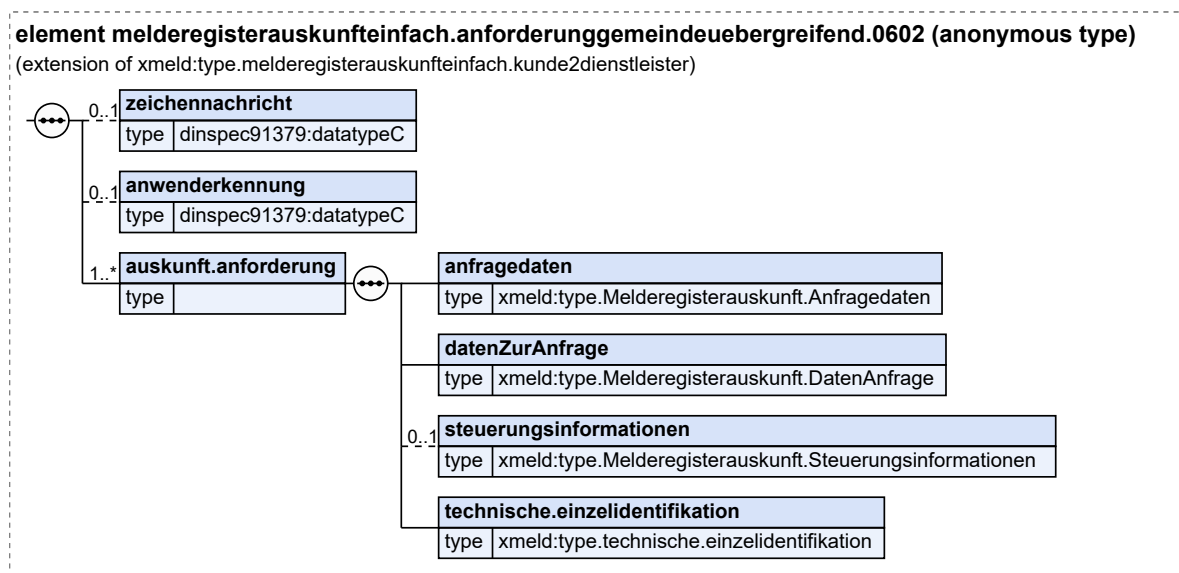 element melderegisterauskunfteinfach.anforderunggemeindeuebergreifend.0602 (anonymous type)
(extension of xmeld:type.melderegisterauskunfteinfach.kunde2dienstleister)
0..1 zeichennachricht
type dinspec91379:datatypeC
0..1 anwenderkennung
type dinspec91379:datatypeC
1..* auskunft.anforderung
type
anfragedaten
type xmeld:type.Melderegisterauskunft.Anfragedaten
datenZurAnfrage
type xmeld:type.Melderegisterauskunft.DatenAnfrage
0..1 steuerungsinformationen
type xmeld:type.Melderegisterauskunft.Steuerungsinformationen
technische.einzelidentifikation
type xmeld:type.technische.einzelidentifikation